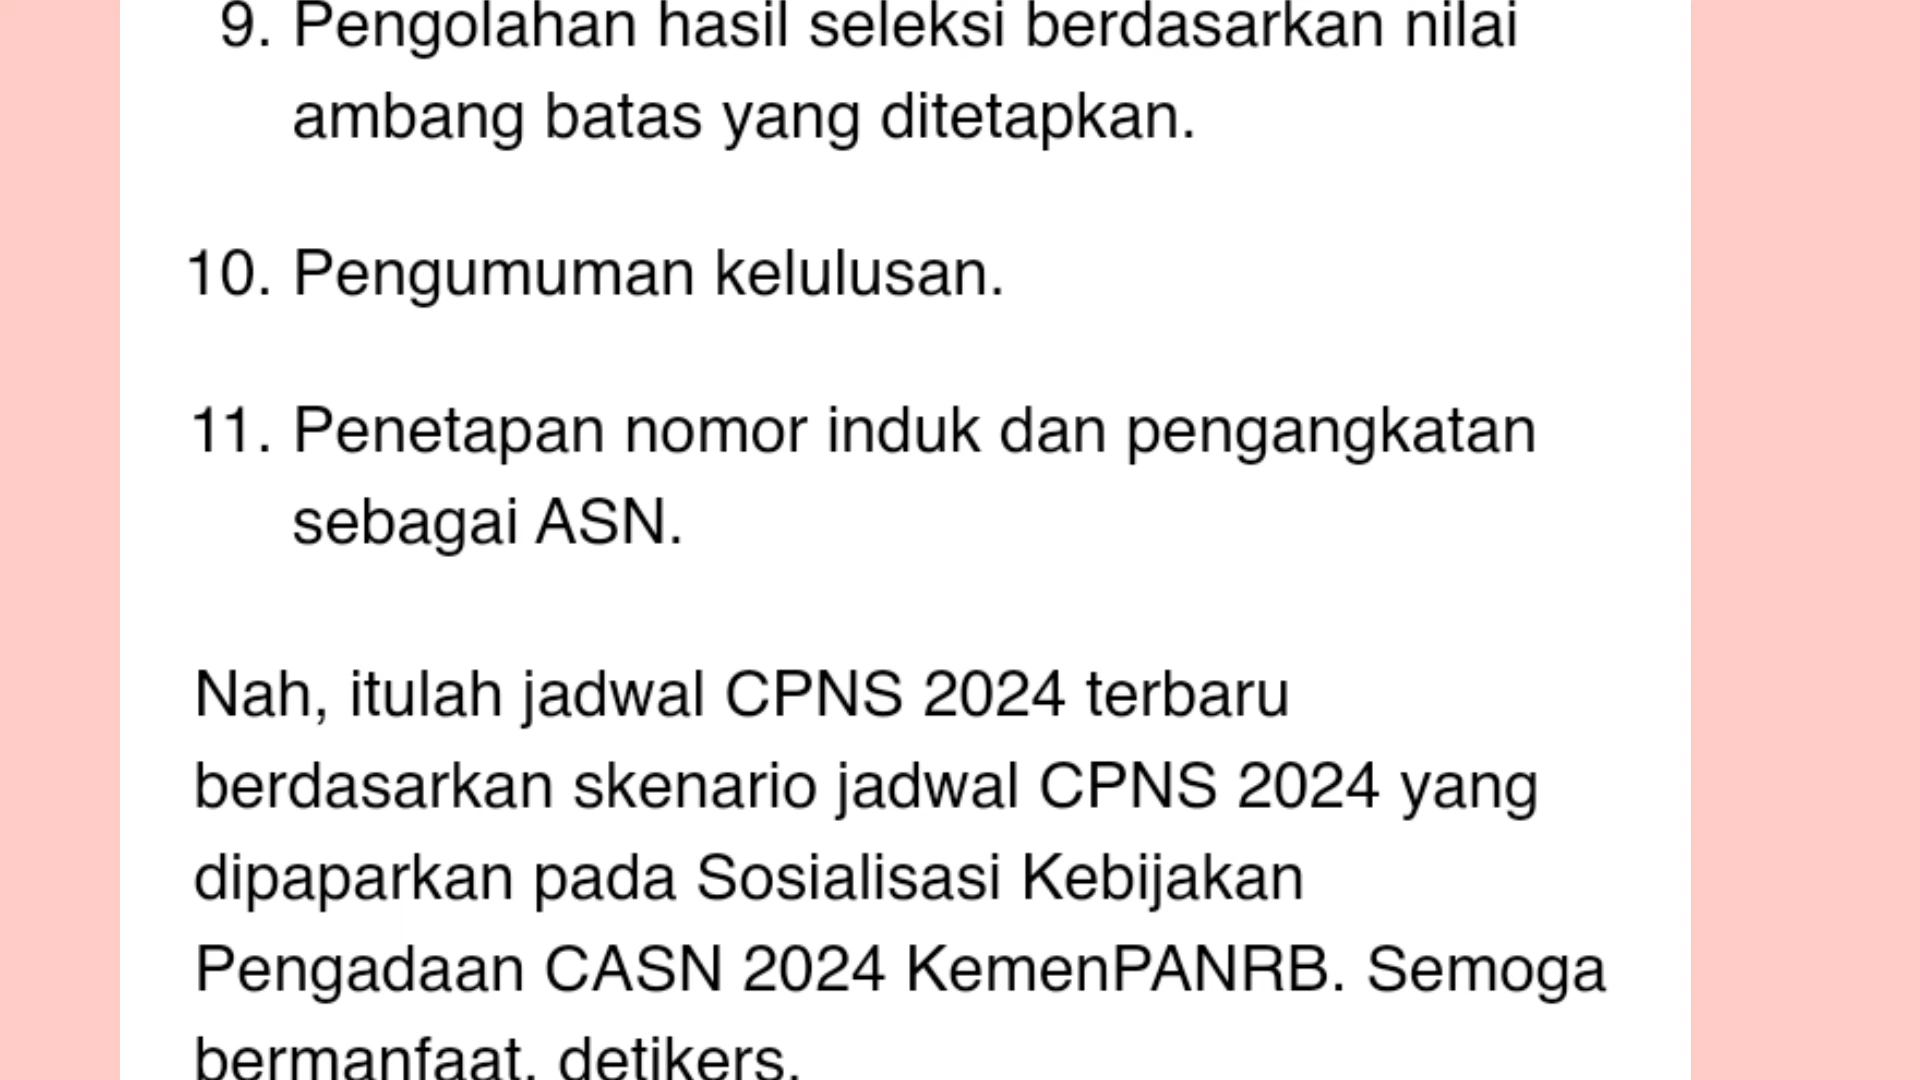 9. Pengolahan hasil seleksi berdasarkan nilai
ambang batas yang ditetapkan.
10. Pengumuman kelulusan.
11. Penetapan nomor induk dan pengangkatan
sebagai ASN.
Nah, itulah jadwal CPNS 2024 terbaru
berdasarkan skenario jadwal CPNS 2024 yang
dipaparkan pada Sosialisasi Kebijakan
Pengadaan CASN 2024 KemenPANRB. Semoga
bermanfaat, detikers.